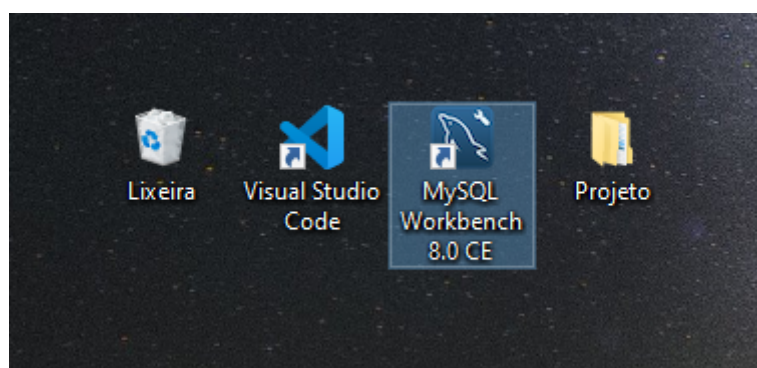 Lixeira
Visual Studio
Code
MySQL
Workbench
8.0 CE
Projeto